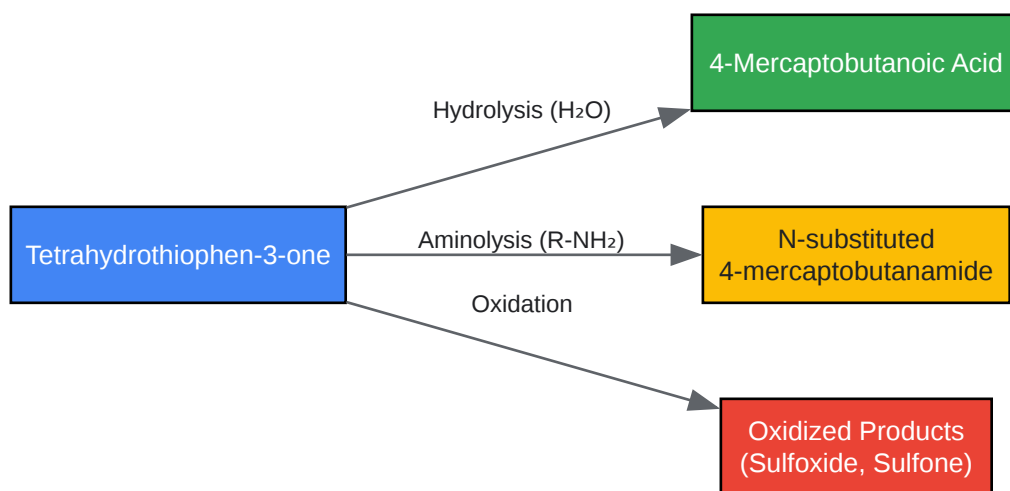 4-Mercaptobutanoic Acid
Hydrolysis (H₂O)
Tetrahydrothiophen-3-one
Aminolysis (R-NH₂)
N-substituted
4-mercaptobutanamide
Oxidation
Oxidized Products
(Sulfoxide, Sulfone)